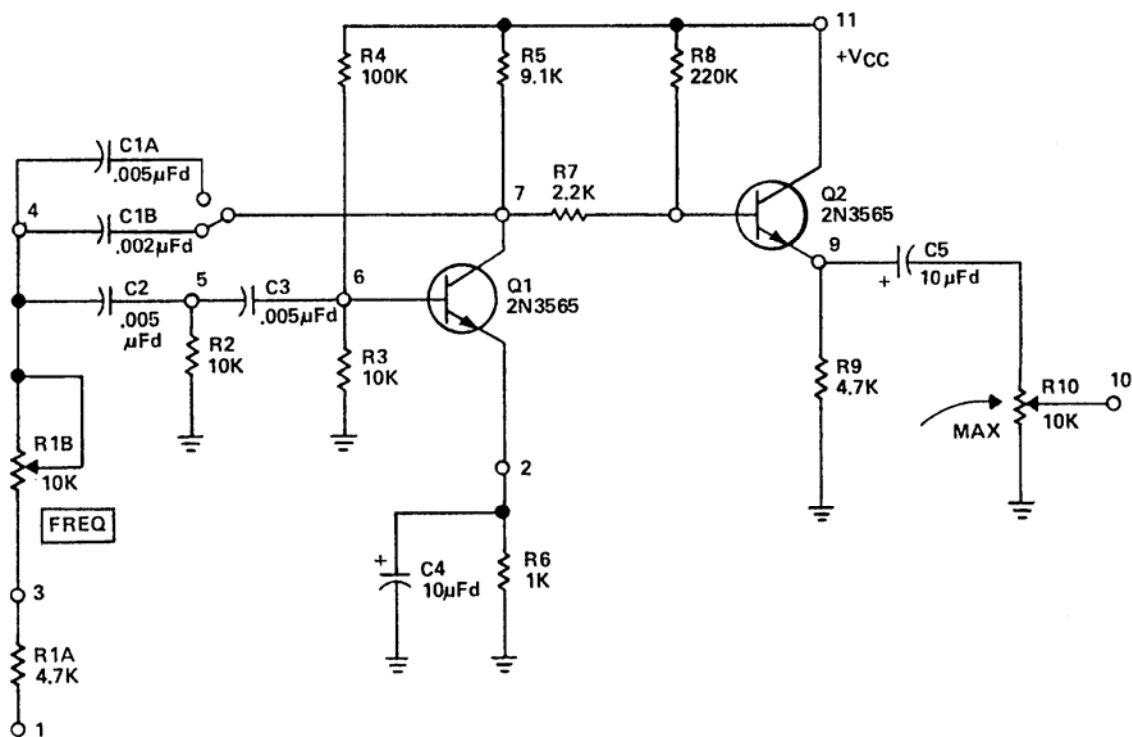 11
+VCC
R4
100K
R5
9.1K
R8
220K
C1A
.005μFd
4
C1B
.002μFd
7
R7
2.2K
Q2
2N3565
9
C5
+
10μFd
C2
.005
μFd
5
C3
.005μFd
6
Q1
2N3565
R2
10K
R3
10K
R9
4.7K
R10
10K
10
MAX
R1B
10K
FREQ
2
+
C4
10μFd
R6
1K
3
R1A
4.7K
1